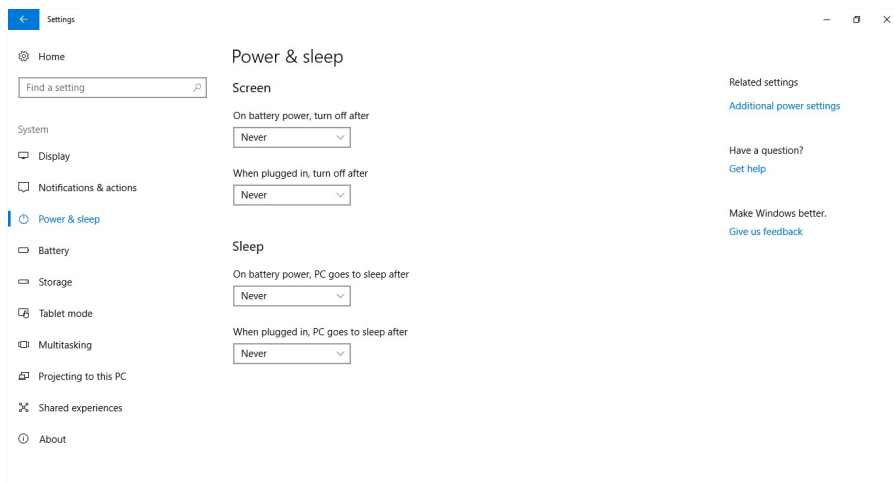 Settings
Home
Find a setting
System
Display
Notifications & actions
Power & sleep
Battery
Storage
Tablet mode
Multitasking
Projecting to this PC
Shared experiences
About
Power & sleep
Screen
On battery power, turn off after
Never
When plugged in, turn off after
Never
Sleep
On battery power, PC goes to sleep after
Never
When plugged in, PC goes to sleep after
Never
Related settings
Additional power settings
Have a question?
Get help
Make Windows better.
Give us feedback